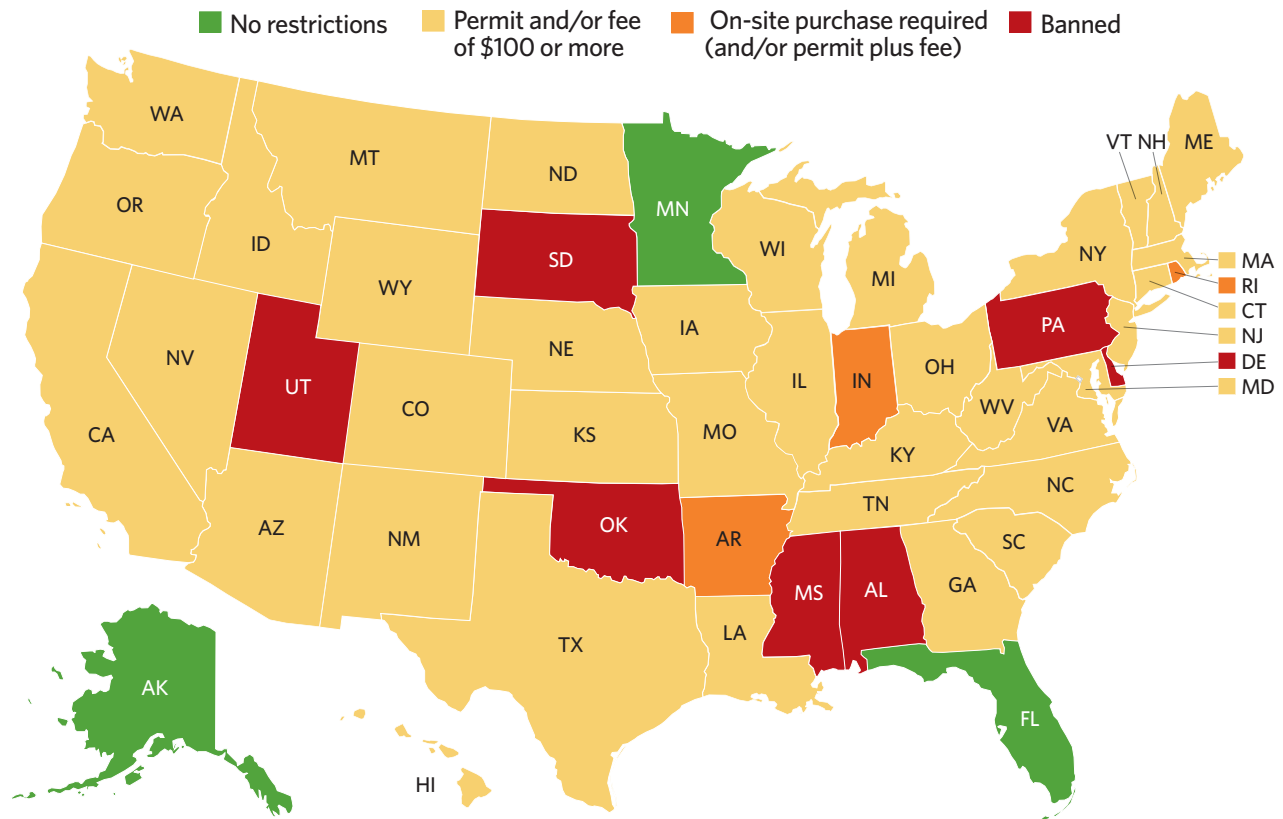 No restrictions
Permit and/or fee
of $100 or more
On-site purchase required
(and/or permit plus fee)
Banned
WA
MT
ND
MN
VT NH
ME
OR
ID
WY
SD
WI
MI
NY
MA
RI
CT
NJ
DE
MD
NV
UT
CO
NE
IA
IL
IN
OH
PA
CA
KS
MO
KY
WV
VA
AZ
NM
OK
AR
TN
NC
SC
MS
AL
GA
TX
LA
AK
HI
FL